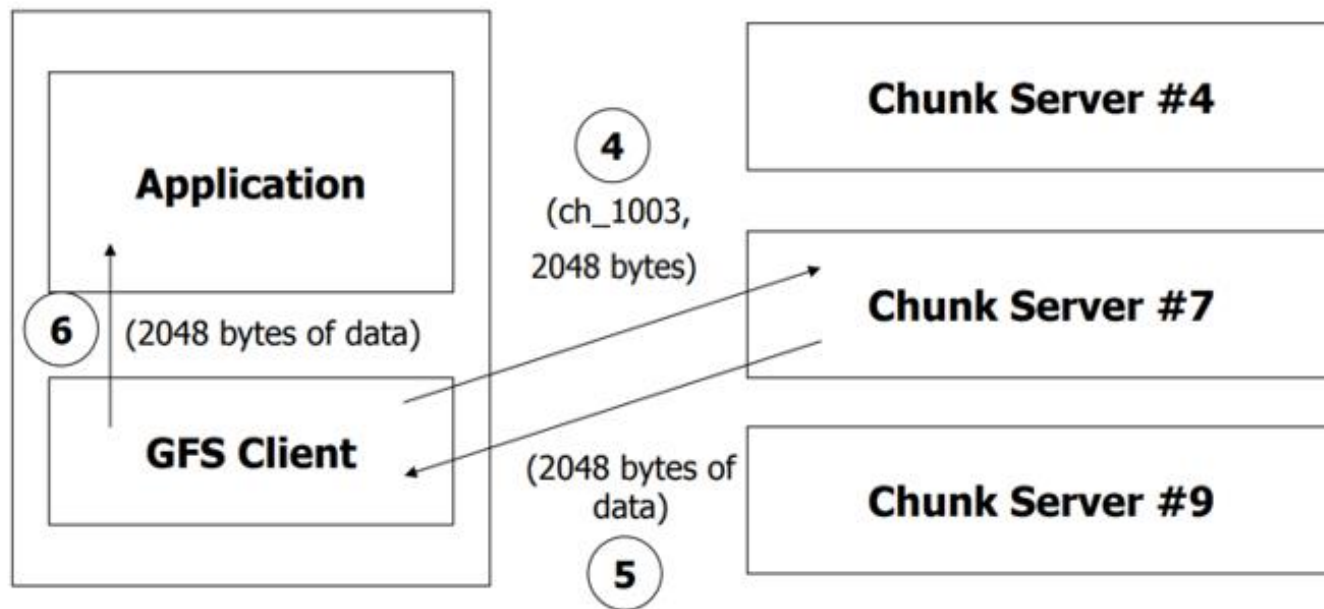 Application
6
(2048 bytes of data)
GFS Client
4
(ch_1003,
2048 bytes)
(2048 bytes of
data)
5
Chunk Server #4
Chunk Server #7
Chunk Server #9